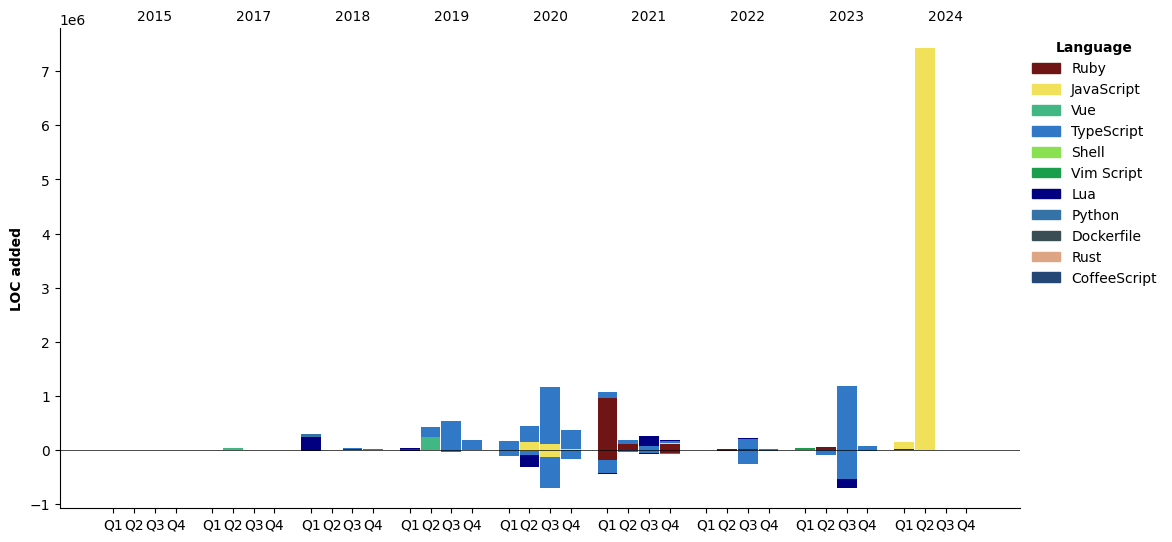 1e6
2015 2017 2018 2019 2020 2021 2022 2023 2024
Language
Ruby
JavaScript
Vue
TypeScript
Shell
Vim Script
Lua
Python
Dockerfile
Rust
CoffeeScript
LOC added
7
6
5
4
3
2
1
0
−1
Q1 Q2 Q3 Q4 Q1 Q2 Q3 Q4 Q1 Q2 Q3 Q4 Q1 Q2 Q3 Q4 Q1 Q2 Q3 Q4 Q1 Q2 Q3 Q4 Q1 Q2 Q3 Q4 Q1 Q2 Q3 Q4 Q1 Q2 Q3 Q4